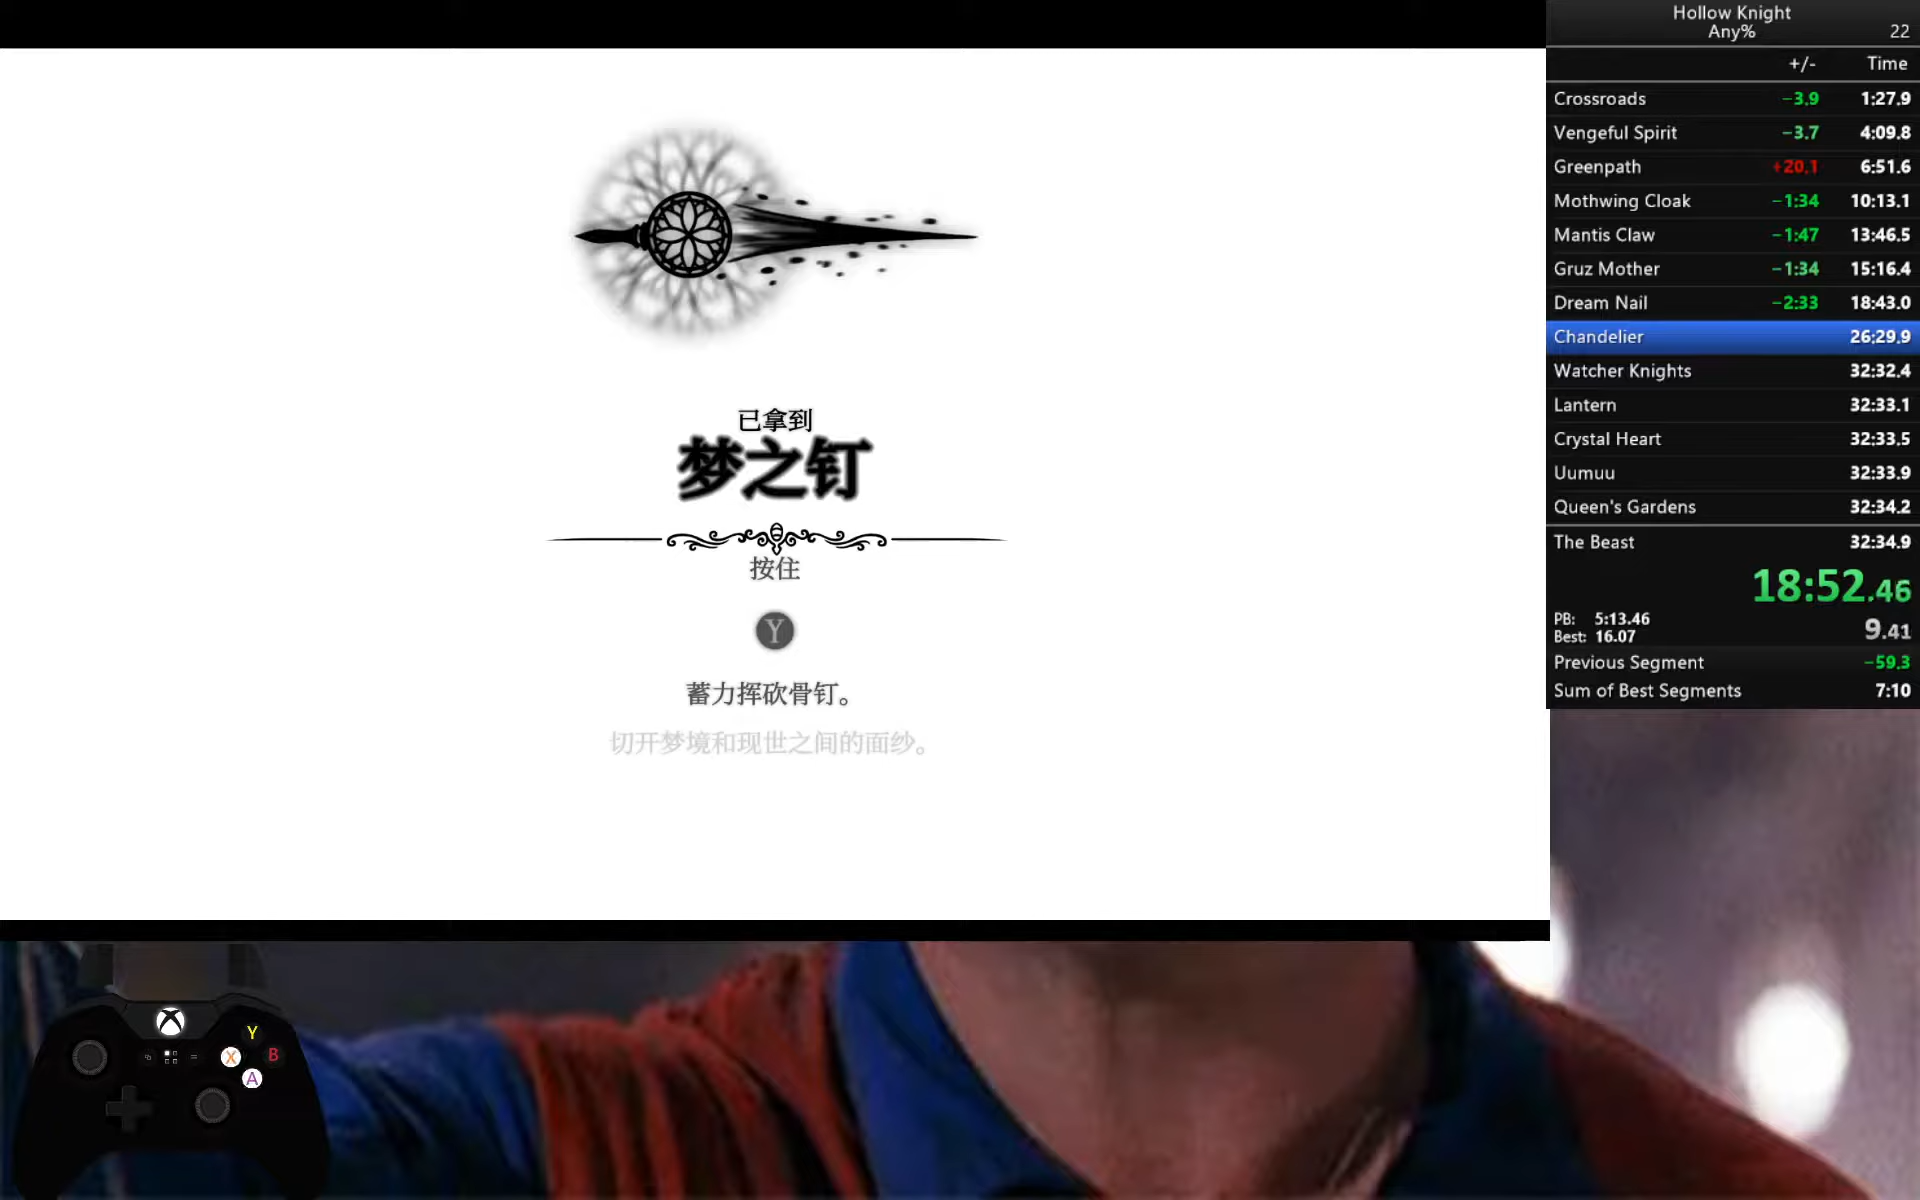 已拿到
梦之钉
按住
Y
蓄力挥砍骨钉。
切开梦境和现世之间的面纱。
Hollow Knight
Any% 22
+/- Time
Crossroads −3.9 1:27.9
Vengeful Spirit −3.7 4:09.8
Greenpath +20.1 6:51.6
Mothwing Cloak −1:34 10:13.1
Mantis Claw −1:47 13:46.5
Gruz Mother −1:34 15:16.4
Dream Nail −2:33 18:43.0
Chandelier 26:29.9
Watcher Knights 32:32.4
Lantern 32:33.1
Crystal Heart 32:33.5
Uumuu 32:33.9
Queen's Gardens 32:34.2
The Beast 32:34.9
18:52.46
PB: 5:13.46
Best: 16.07
9.41
Previous Segment −59.3
Sum of Best Segments 7:10
Y
X B
A